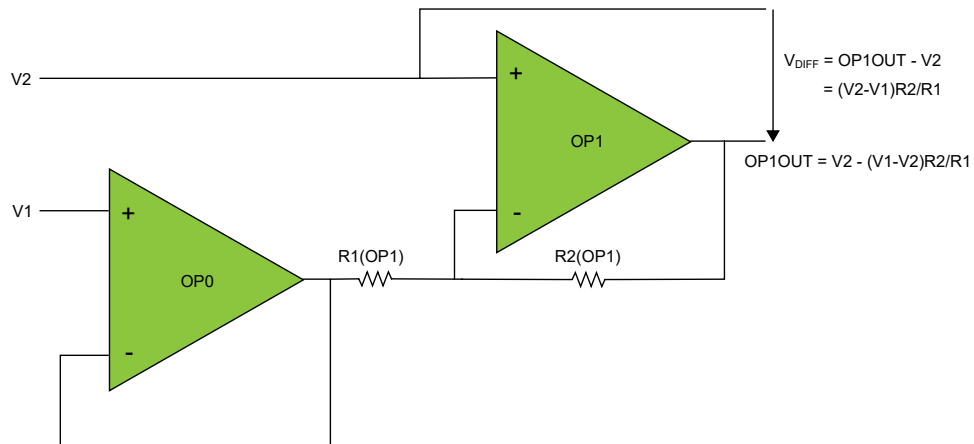 V2
+
V_DIFF = OP1OUT - V2
= (V2-V1)R2/R1
OP1
OP1OUT = V2 - (V1-V2)R2/R1
V1
+
-
R1(OP1)
R2(OP1)
OP0
-